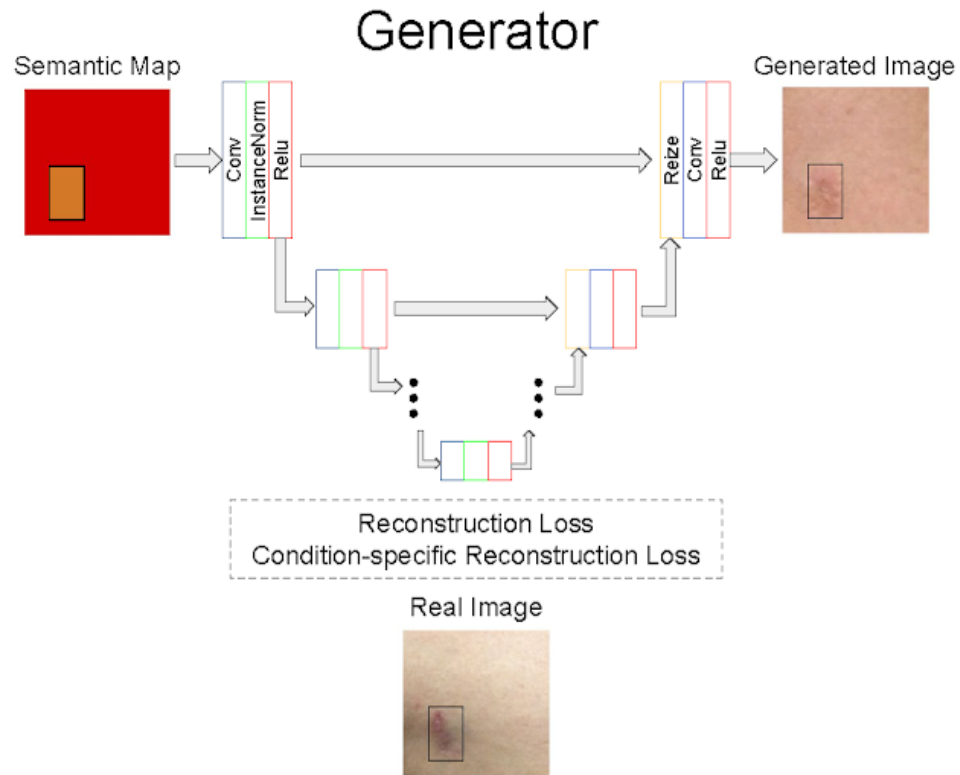 Generator
Semantic Map
Generated Image
Conv
InstanceNorm
Relu
Reize
Conv
Relu
Reconstruction Loss
Condition-specific Reconstruction Loss
Real Image